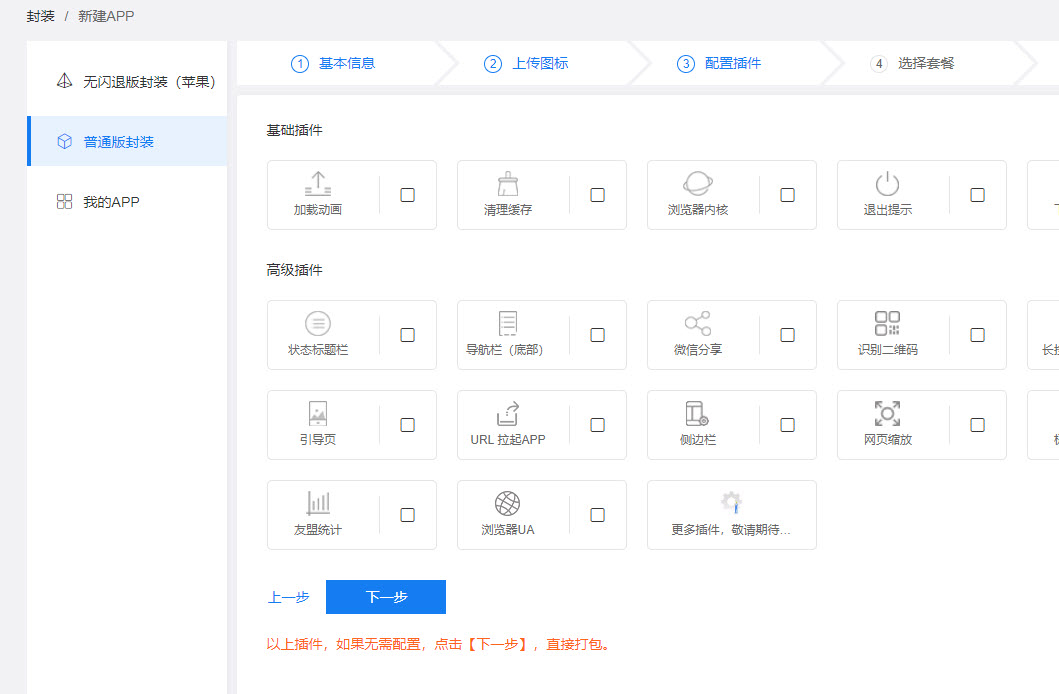 封装 / 新建APP
无闪退版封装（苹果）
普通版封装
我的APP
1 基本信息
2 上传图标
3 配置插件
4 选择套餐
基础插件
加载动画
清理缓存
浏览器内核
退出提示
高级插件
状态标题栏
导航栏（底部）
微信分享
识别二维码
引导页
URL 拉起APP
侧边栏
网页缩放
友盟统计
浏览器UA
更多插件，敬请期待...
上一步
下一步
以上插件，如果无需配置，点击【下一步】，直接打包。